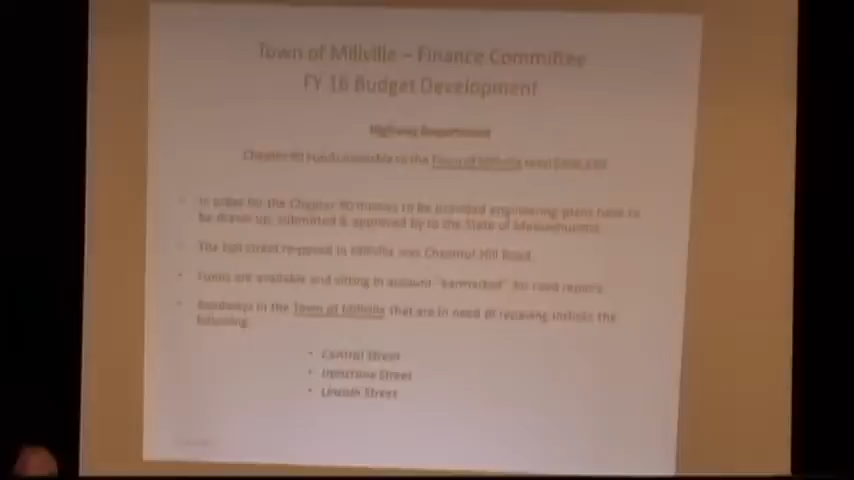 Town of Millville – Finance Committee
FY 16 Budget Development
Highway Department
Chapter 90 Funds available to the Town of Millville total
In order for the Chapter 90 monies to be provided engineering plans have to
be drawn up, submitted & approved by to the State of Massachusetts.
The last street re-paved in Millville was Chestnut Hill Road.
Funds are available and sitting in account "earmarked" for road repairs.
Roadways in the Town of Millville that are in need of repaving include the
following:
Central Street
Street
Lincoln Street